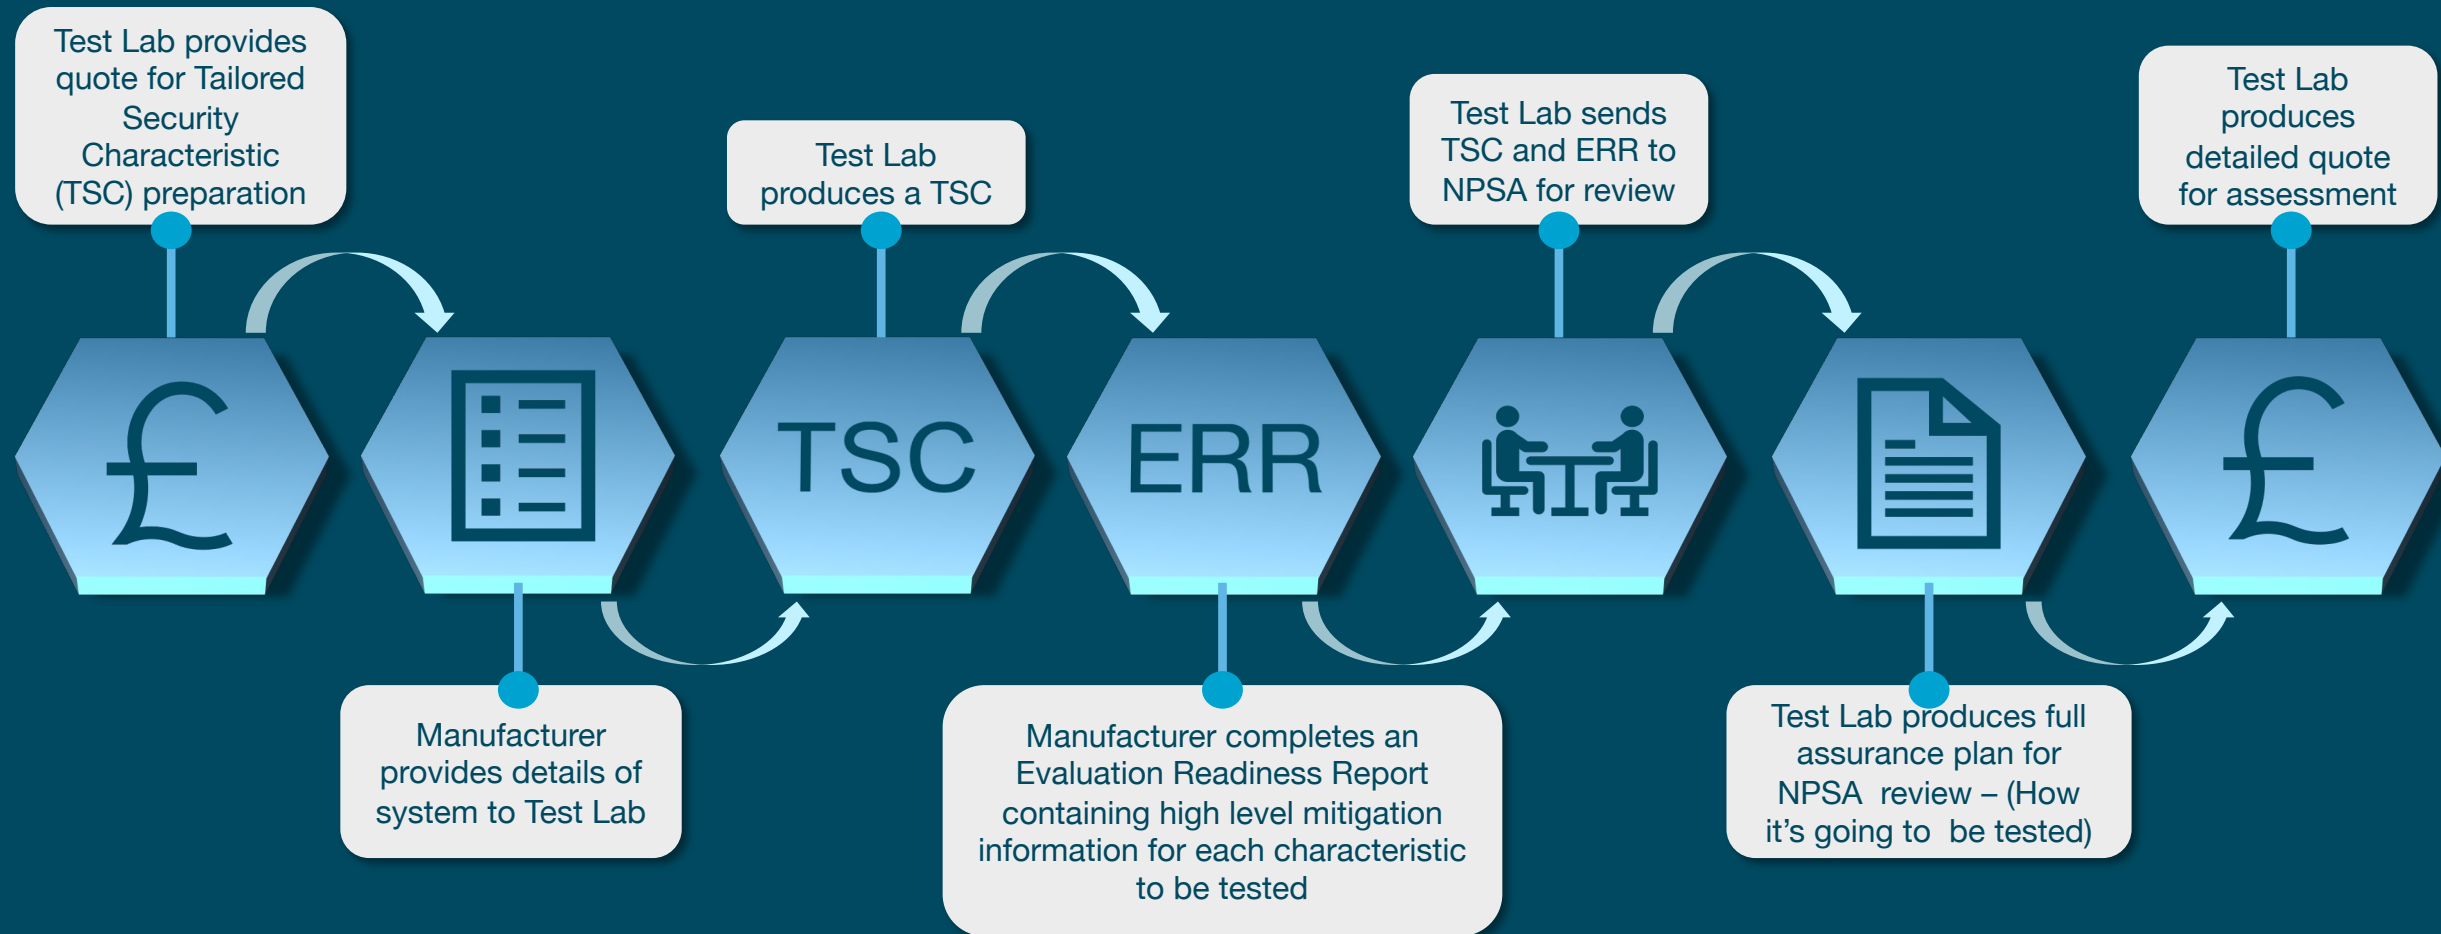 Test Lab provides
quote for Tailored
Security
Characteristic
(TSC) preparation
£
Manufacturer
provides details of
system to Test Lab
Test Lab
produces a TSC
TSC
ERR
Manufacturer completes an
Evaluation Readiness Report
containing high level mitigation
information for each characteristic
to be tested
Test Lab sends
TSC and ERR to
NPSA for review
Test Lab produces full
assurance plan for
NPSA  review – (How
it’s going to  be tested)
Test Lab
produces
detailed quote
for assessment
£